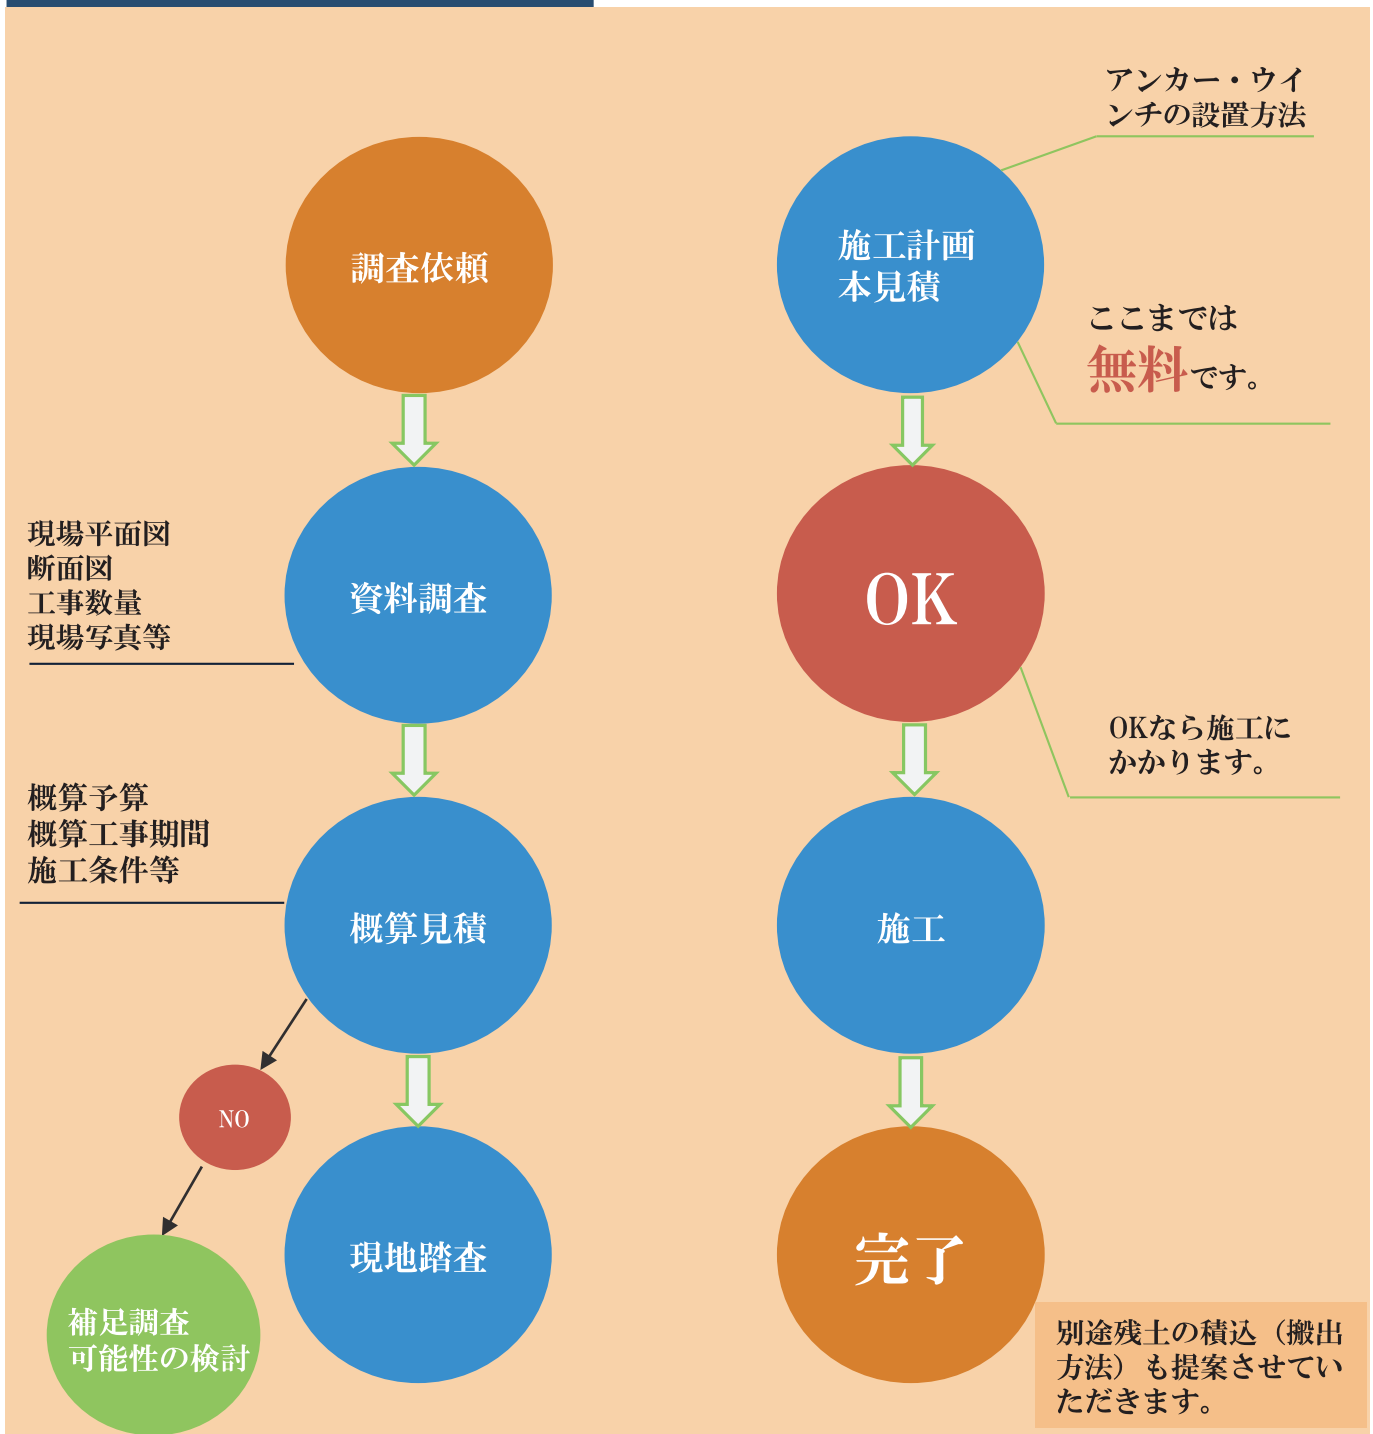 調査依頼
現場平面図
断面図
工事数量
現場写真等
資料調査
概算予算
概算工事期間
施工条件等
概算見積
NO
補足調査
可能性の検討
現地踏査
アンカー・ウイ
ンチの設置方法
施工計画
本見積
ここまでは
無料です。
OK
OKなら施工に
かかります。
施工
完了
別途残土の積込（搬出
方法）も提案させてい
ただきます。